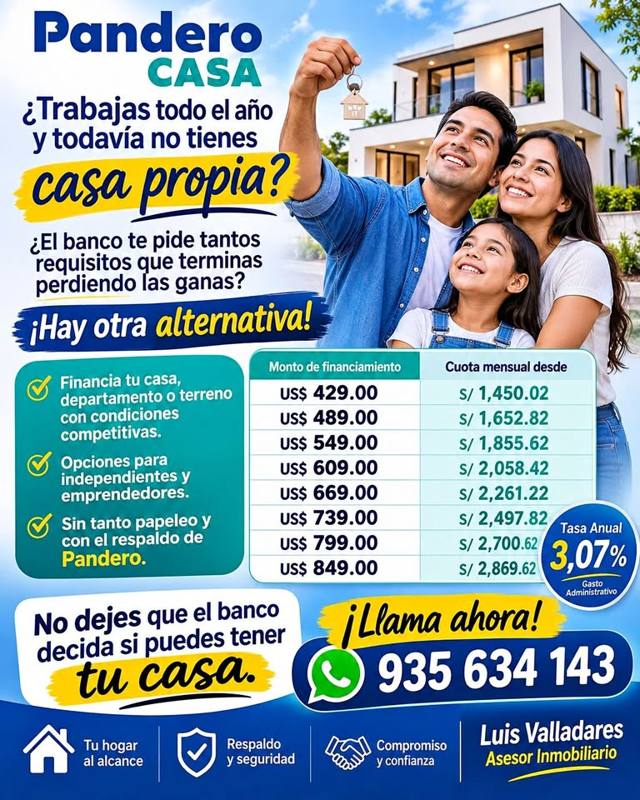 Pandero
CASA
¿Trabajas todo el año
y todavía no tienes
casa propia?
¿El banco te pide tantos
requisitos que terminas
perdiendo las ganas?
¡Hay otra alternativa!
Financia tu casa,
departamento o terreno
con condiciones
competitivas.
Opciones para
independientes y
emprendedores.
Sin tanto papeleo y
con el respaldo de
Pandero.
Monto de financiamiento Cuota mensual desde
US$ 429.00 S/ 1,450.02
US$ 489.00 S/ 1,652.82
US$ 549.00 S/ 1,855.62
US$ 609.00 S/ 2,058.42
US$ 669.00 S/ 2,261.22
US$ 739.00 S/ 2,497.82
US$ 799.00 S/ 2,700.62
US$ 849.00 S/ 2,869.62
Tasa Anual
3,07%
Gasto
Administrativo
No dejes que el banco
decida si puedes tener
tu casa.
¡Llama ahora!
935 634 143
Tu hogar
al alcance
Respaldo
y seguridad
Compromiso
y confianza
Luis Valladares
Asesor Inmobiliario